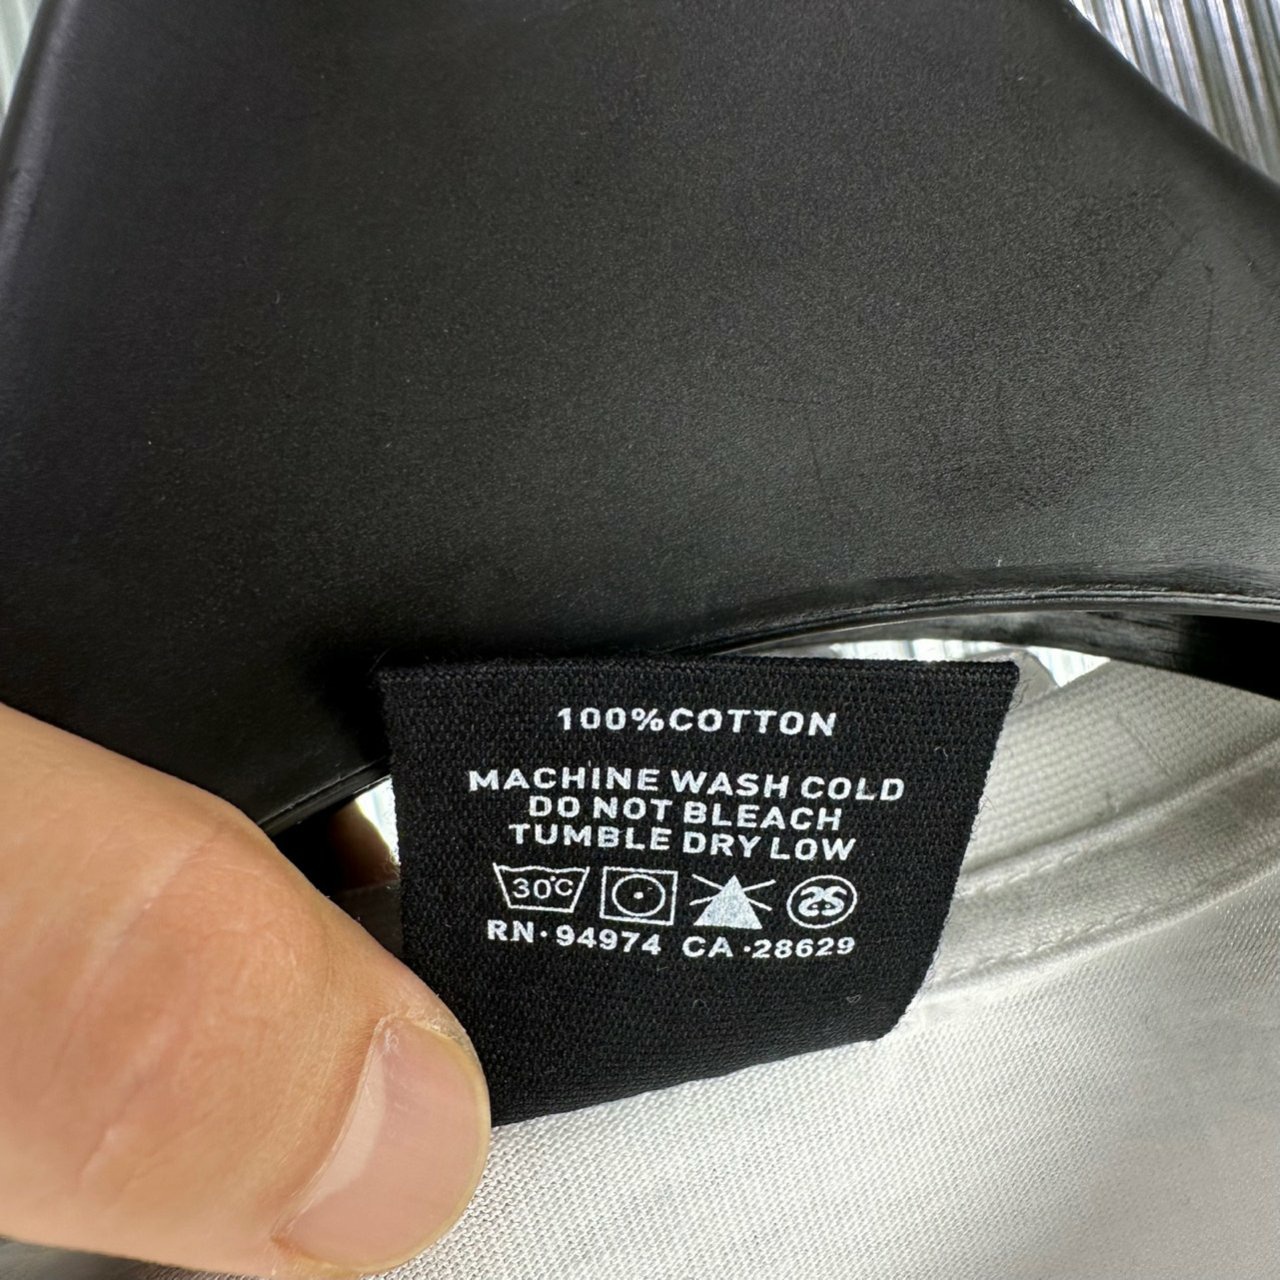 100%COTTON
MACHINE WASH COLD
DO NOT BLEACH
TUMBLE DRY LOW
30°C
RN·94974 CA·28629